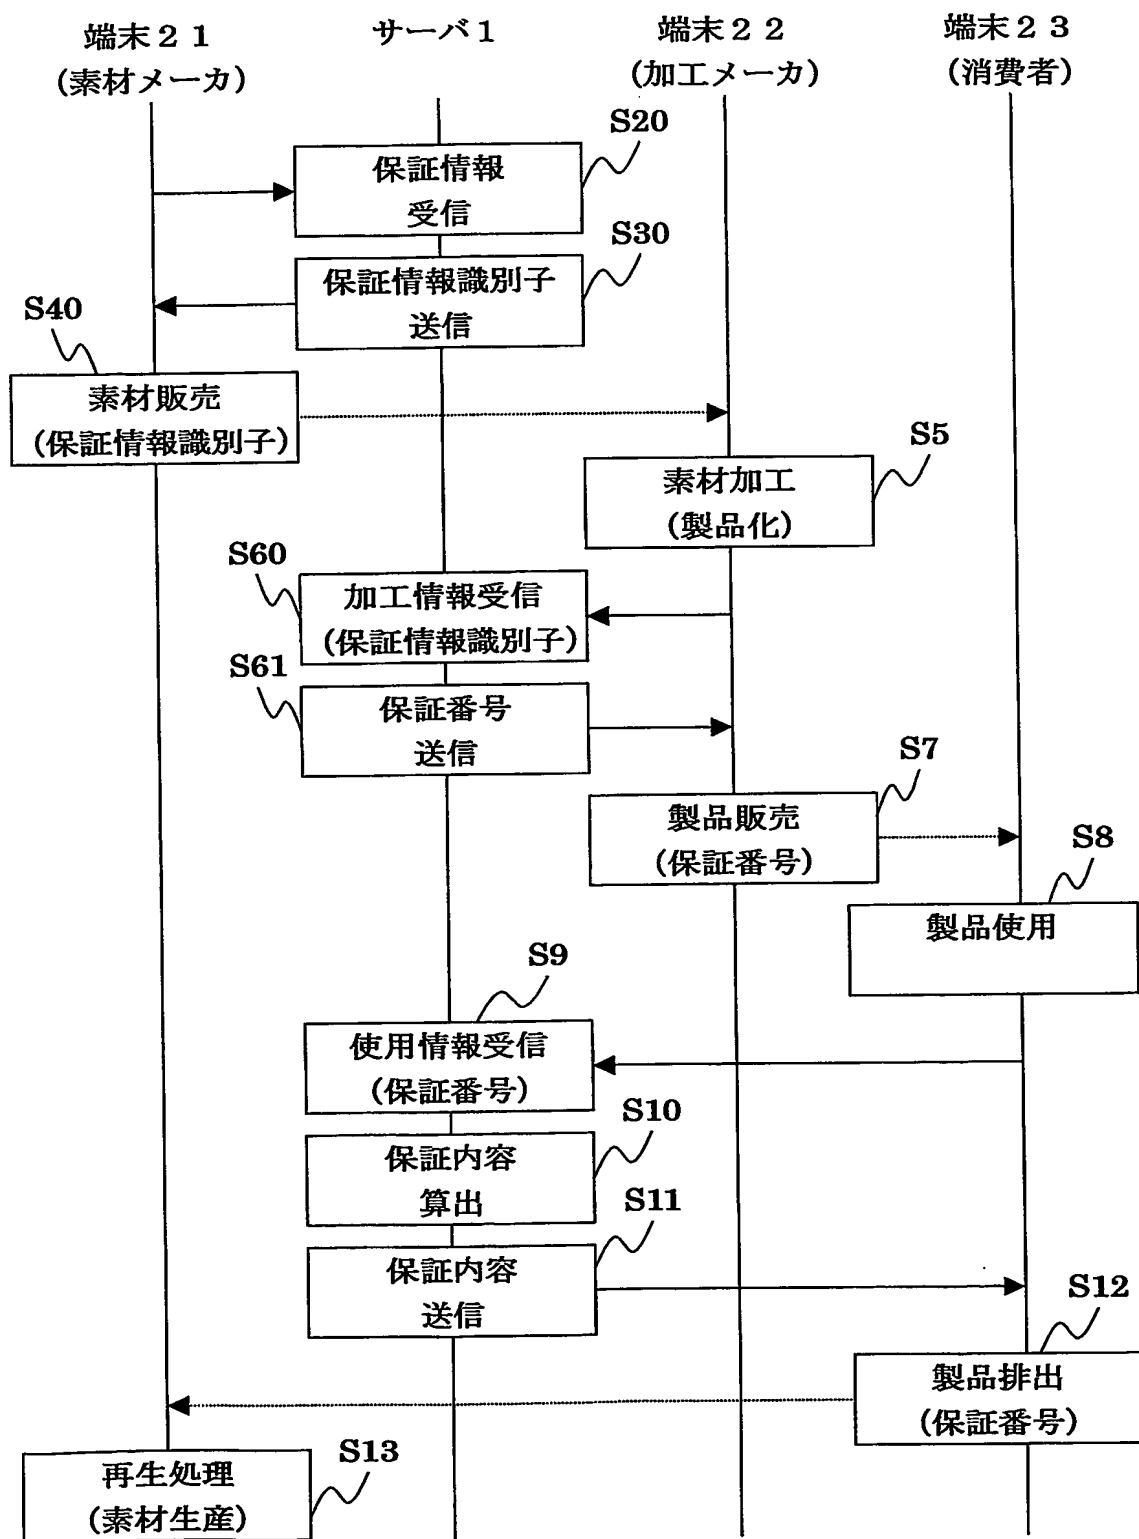 端末２１
(素材メーカ)
サーバ１
端末２２
(加工メーカ)
端末２３
(消費者)
S20
保証情報
受信
S30
保証情報識別子
送信
S40
素材販売
(保証情報識別子)
S5
素材加工
(製品化)
S60
加工情報受信
(保証情報識別子)
S61
保証番号
送信
S7
製品販売
(保証番号)
S8
製品使用
S9
使用情報受信
(保証番号)
S10
保証内容
算出
S11
保証内容
送信
S12
製品排出
(保証番号)
S13
再生処理
(素材生産)